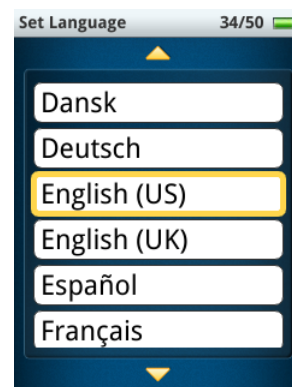 Set Language 34/50
Dansk
Deutsch
English (US)
English (UK)
Español
Français